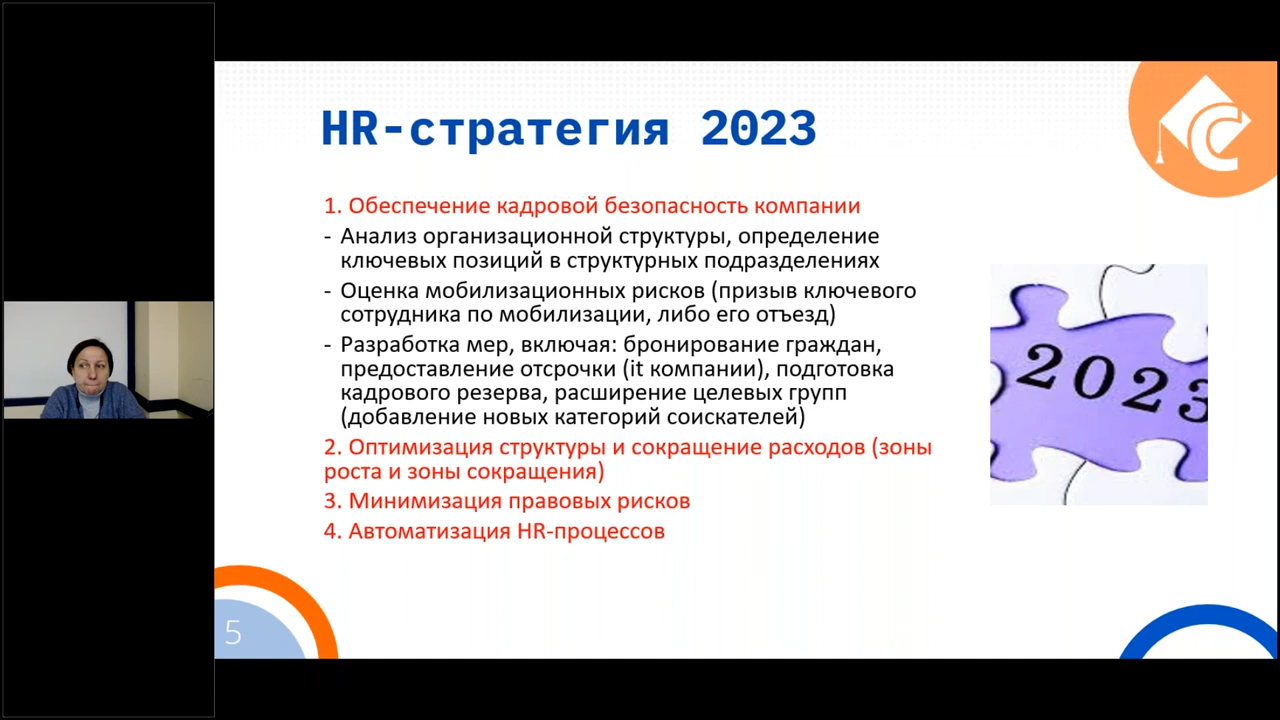 HR-стратегия 2023
1. Обеспечение кадровой безопасность компании
- Анализ организационной структуры, определение
ключевых позиций в структурных подразделениях
- Оценка мобилизационных рисков (призыв ключевого
сотрудника по мобилизации, либо его отъезд)
- Разработка мер, включая: бронирование граждан,
предоставление отсрочки (it компании), подготовка
кадрового резерва, расширение целевых групп
(добавление новых категорий соискателей)
2. Оптимизация структуры и сокращение расходов (зоны
роста и зоны сокращения)
3. Минимизация правовых рисков
4. Автоматизация HR-процессов
2023
5